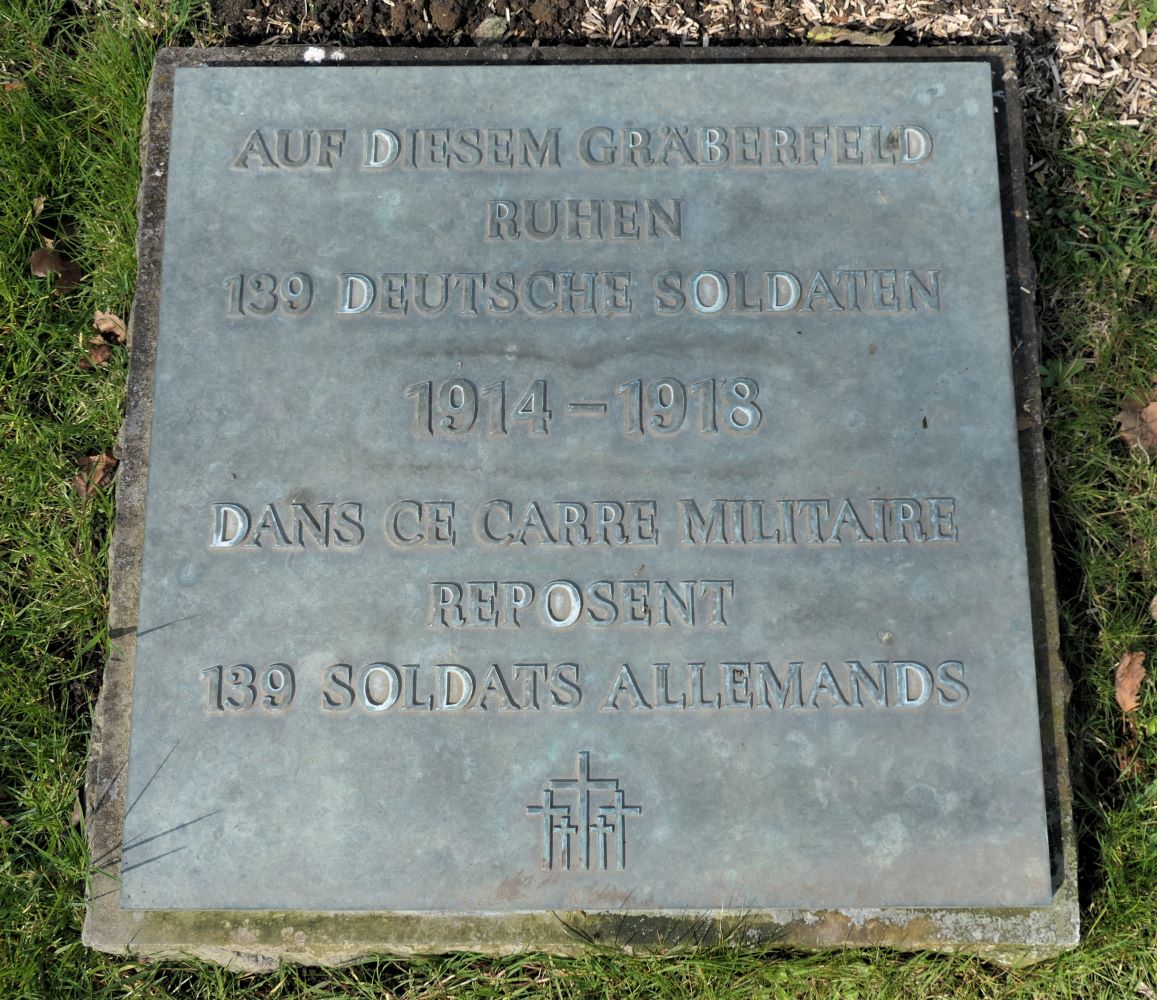 AUF DIESEM GRÄBERFELD
RUHEN
139 DEUTSCHE SOLDATEN
1914 – 1918
DANS CE CARRE MILITAIRE
REPOSENT
139 SOLDATS ALLEMANDS